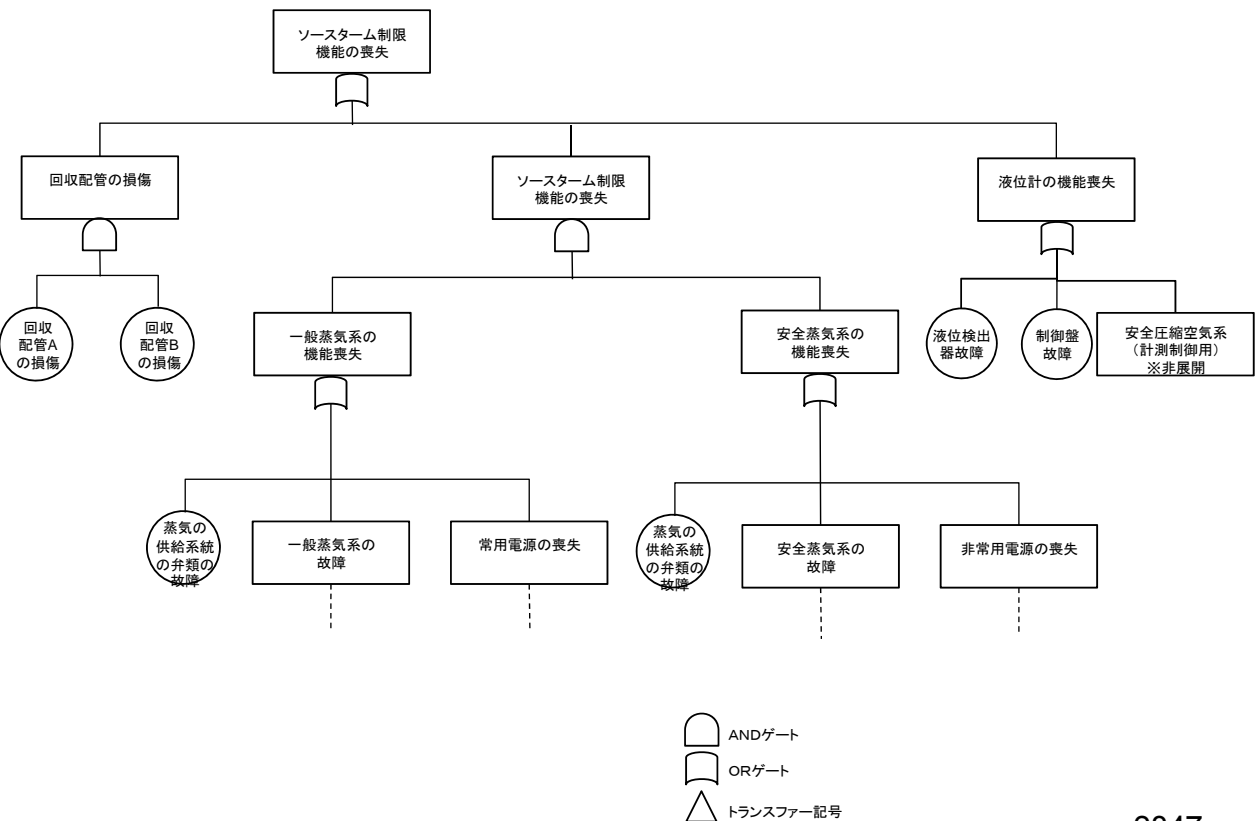 ソースターム制限
機能の喪失
回収配管の損傷
ソースターム制限
機能の喪失
液位計の機能喪失
回収
配管A
の損傷
回収
配管B
の損傷
一般蒸気系の
機能喪失
安全蒸気系の
機能喪失
液位検出
器故障
制御盤
故障
安全圧縮空気系
（計測制御用）
※非展開
蒸気の
供給系統
の弁類の
故障
一般蒸気系の
故障
常用電源の喪失
蒸気の
供給系統
の弁類の
故障
安全蒸気系の
故障
非常用電源の喪失
ANDゲート
ORゲート
トランスファー記号